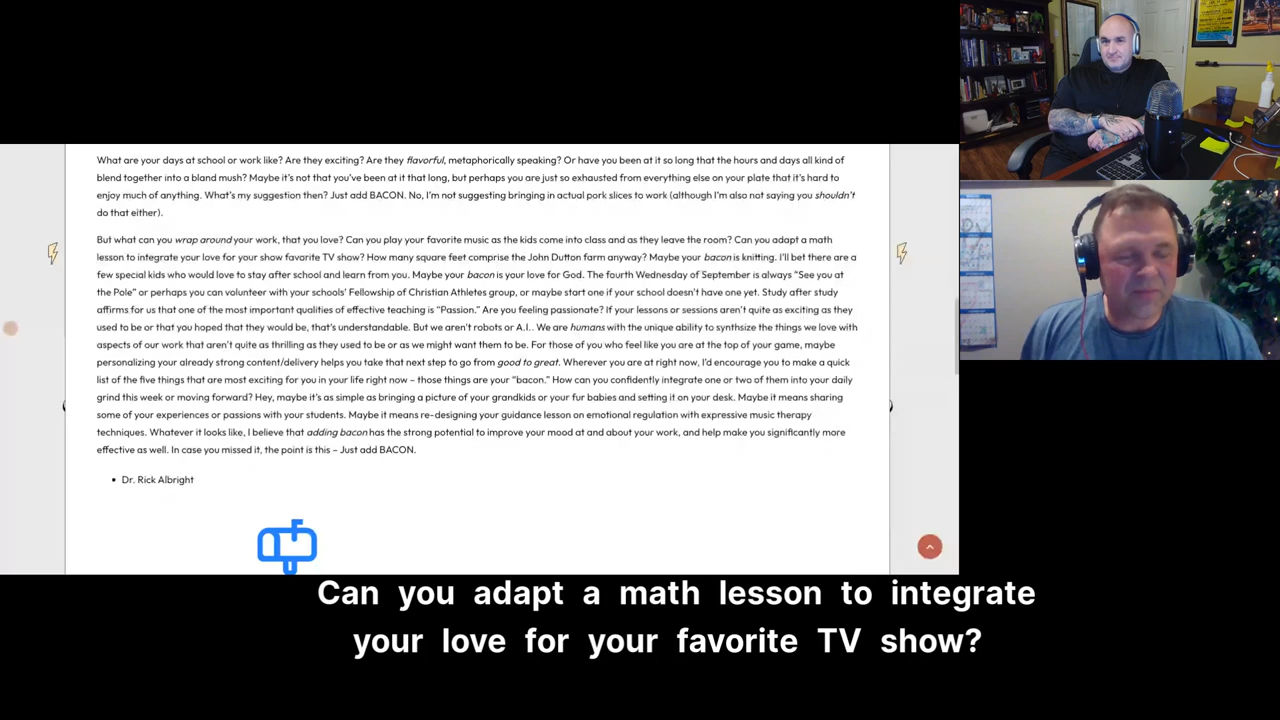 What are your days at school or work like? Are they exciting? Are they flavorful, metaphorically speaking? Or have you been at it so long that the hours and days all kind of
blend together into a bland mush? Maybe it's not that you've been at it that long, but perhaps you are just so exhausted from everything else on your plate that it's hard to
enjoy much of anything. What's my suggestion then? Just add BACON. No, I'm not suggesting bringing in actual pork slices to work (although I'm also not saying you shouldn't
do that either).
But what can you wrap around your work, that you love? Can you play your favorite music as the kids come into class and as they leave the room? Can you adapt a math
lesson to integrate your love for your show favorite TV show? How many square feet comprise the John Dutton farm anyway? Maybe your bacon is knitting. I'll bet there are a
few special kids who would love to stay after school and learn from you. Maybe your bacon is your love for God. The fourth Wednesday of September is always "See you at
the Pole" or perhaps you can volunteer with your schools' Fellowship of Christian Athletes group, or maybe start one if your school doesn't have one yet. Study after study
affirms for us that one of the most important qualities of effective teaching is "Passion." Are you feeling passionate? If your lessons or sessions aren't quite as exciting as they
used to be or that you hoped that they would be, that's understandable. But we aren't robots or A.I.. We are humans with the unique ability to synthsize the things we love with
aspects of our work that aren't quite as thrilling as they used to be or as we might want them to be. For those of you who feel like you are at the top of your game, maybe
personalizing your already strong content/delivery helps you take that next step to go from good to great. Wherever you are at right now, I'd encourage you to make a quick
list of the five things that are most exciting for you in your life right now – those things are your "bacon." How can you confidently integrate one or two of them into your daily
grind this week or moving forward? Hey, maybe it's as simple as bringing a picture of your grandkids or your fur babies and setting it on your desk. Maybe it means sharing
some of your experiences or passions with your students. Maybe it means re-designing your guidance lesson on emotional regulation with expressive music therapy
techniques. Whatever it looks like, I believe that adding bacon has the strong potential to improve your mood at and about your work, and help make you significantly more
effective as well. In case you missed it, the point is this – Just add BACON.
• Dr. Rick Albright
Can you adapt a math lesson to integrate
your love for your favorite TV show?